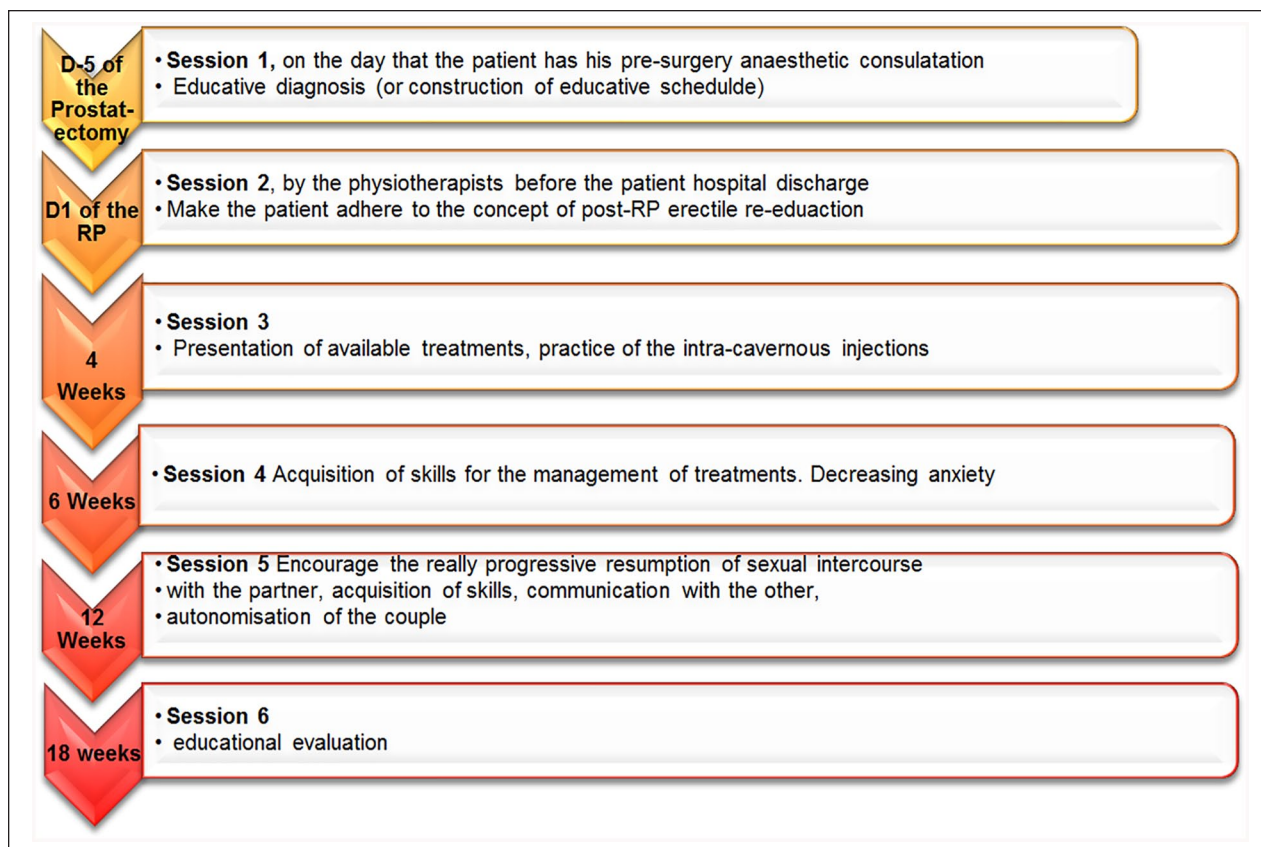 D-5 of
the
Prostat-
ectomy
• Session 1, on the day that the patient has his pre-surgery anaesthetic consulatation
• Educative diagnosis (or construction of educative schedulde)
D1 of the
RP
• Session 2, by the physiotherapists before the patient hospital discharge
• Make the patient adhere to the concept of post-RP erectile re-eduaction
4
Weeks
• Session 3
• Presentation of available treatments, practice of the intra-cavernous injections
6 Weeks
• Session 4 Acquisition of skills for the management of treatments. Decreasing anxiety
12
Weeks
• Session 5 Encourage the really progressive resumption of sexual intercourse
• with the partner, acquisition of skills, communication with the other,
• autonomisation of the couple
18 weeks
• Session 6
• educational evaluation